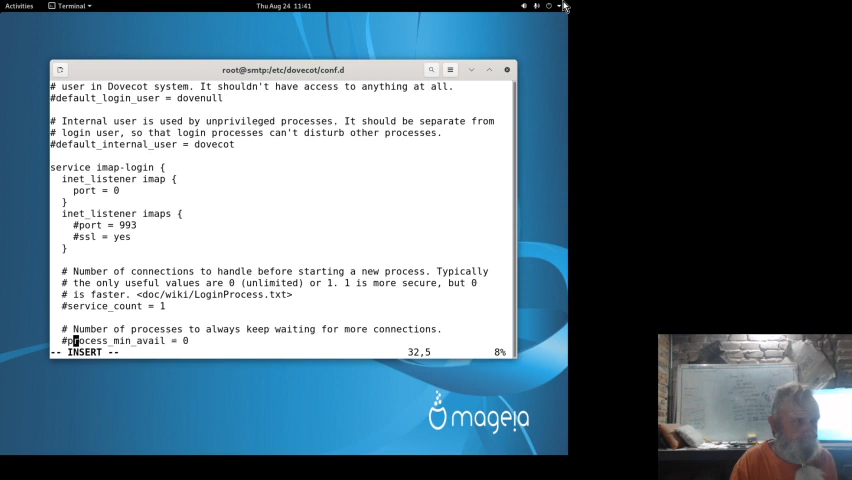 Activities
Terminal
Thu Aug 24 11:41
root@smtp:/etc/dovecot/conf.d
# user in Dovecot system. It shouldn't have access to anything at all.
#default_login_user = dovenull
# Internal user is used by unprivileged processes. It should be separate from
# login user, so that login processes can't disturb other processes.
#default_internal_user = dovecot
service imap-login {
inet_listener imap {
port = 0
}
inet_listener imaps {
#port = 993
#ssl = yes
}
# Number of connections to handle before starting a new process. Typically
# the only useful values are 0 (unlimited) or 1. 1 is more secure, but 0
# is faster. <doc/wiki/LoginProcess.txt>
#service_count = 1
# Number of processes to always keep waiting for more connections.
#process_min_avail = 0
-- INSERT --
32,5
8%
mageia